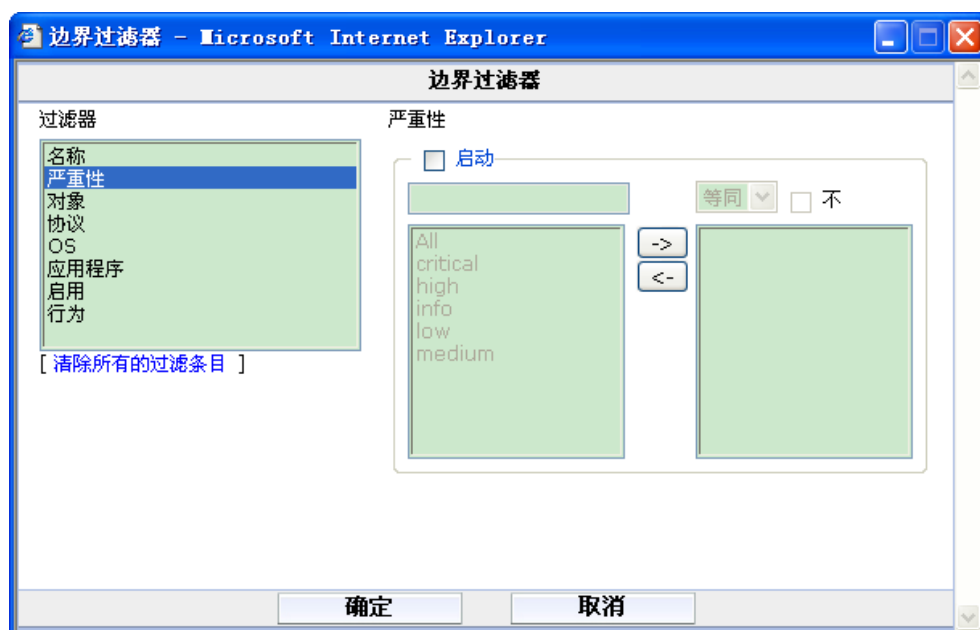 边界过滤器 - Microsoft Internet Explorer
边界过滤器
过滤器
名称
严重性
对象
协议
OS
应用程序
启用
行为
[ 清除所有的过滤条目 ]
严重性
启动
等同 不
All
critical
high
info
low
medium
->
<-
确定 取消